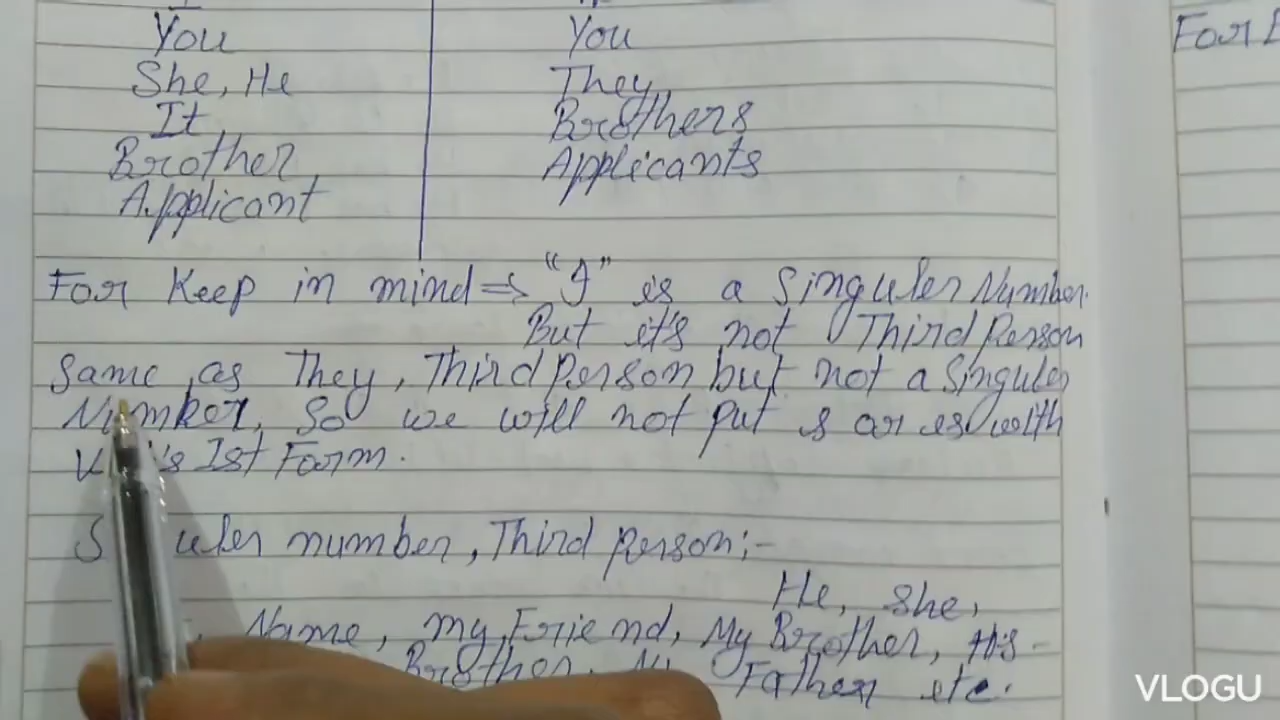 You You
She, He They,
It, Brothers
Brother, Applicants
Applicant
For Keep in mind ⇒ "I" is a Singuler Number.
But it's not Third Person
Same as They, Third Person but not a Singuler
Number. So we will not put s or es with
Ist Form.
number, Third person;-
He, she,
Name, my Friend, My Brother, His
Brother, Father etc.
For
VLOGU